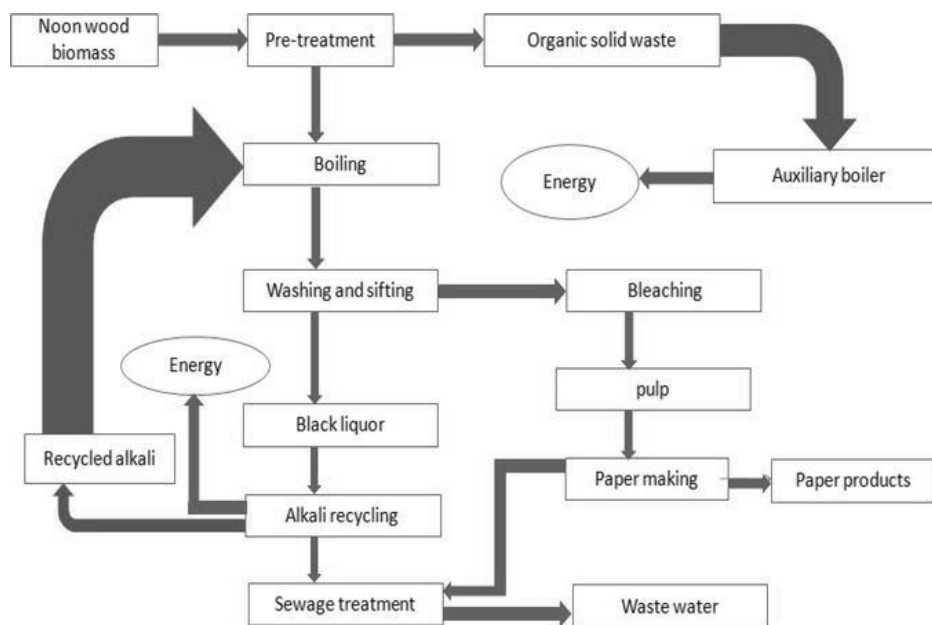 Noon wood
biomass
Pre-treatment
Organic solid waste
Boiling
Energy
Auxiliary boiler
Washing and sifting
Bleaching
Energy
pulp
Black liquor
Recycled alkali
Paper making
Paper products
Alkali recycling
Sewage treatment
Waste water